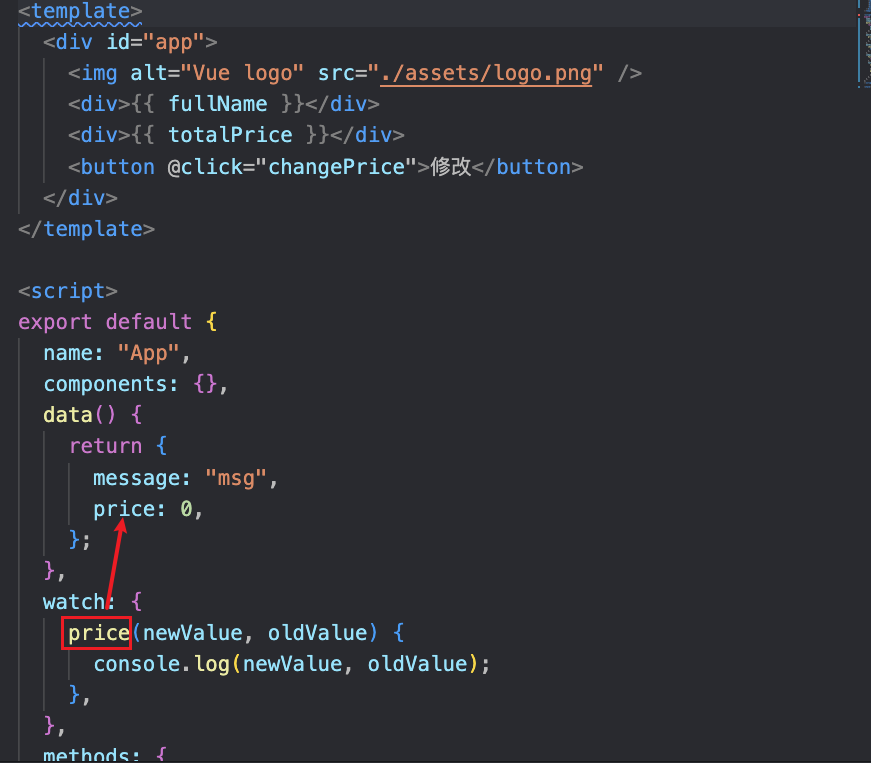 <template>
<div id="app">
<img alt="Vue logo" src="./assets/logo.png" />
<div>{{ fullName }}</div>
<div>{{ totalPrice }}</div>
<button @click="changePrice">修改</button>
</div>
</template>
<script>
export default {
name: "App",
components: {},
data() {
return {
message: "msg",
price: 0,
};
},
watch: {
price(newValue, oldValue) {
console.log(newValue, oldValue);
},
},
methods: {